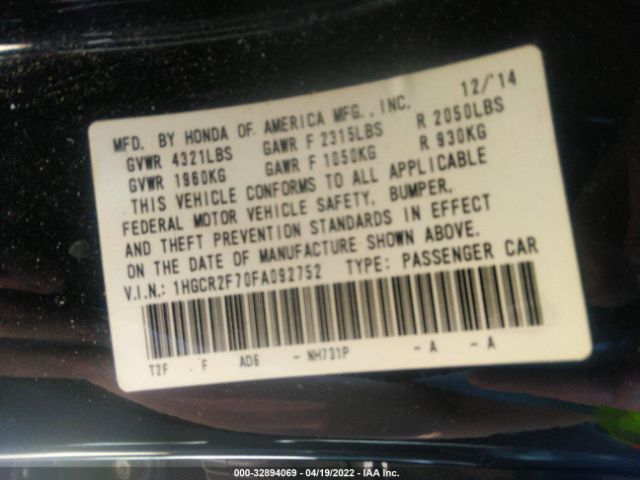 MFD. BY HONDA OF AMERICA MFG., INC. 12/'14
GVWR 4321LBS GAWR F 2315LBS R 2050LBS
GVWR 1960KG GAWR F 1050KG R 930KG
THIS VEHICLE CONFORMS TO ALL APPLICABLE
FEDERAL MOTOR VEHICLE SAFETY, BUMPER,
AND THEFT PREVENTION STANDARDS IN EFFECT
ON THE DATE OF MANUFACTURE SHOWN ABOVE.
V.I.N.: 1HGCR2F70FA092752 TYPE: PASSENGER CAR
T2F F AD6 - NH731P - A - A
000-32894069 - 04/19/2022 - IAA Inc.